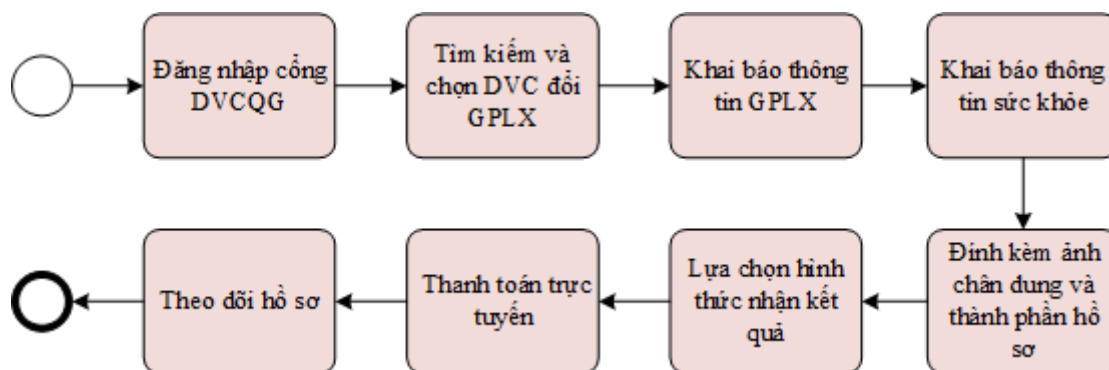 Đăng nhập cổng
DVCQG
Tìm kiếm và
chọn DVC đổi
GPLX
Khai báo thông
tin GPLX
Khai báo thông
tin sức khỏe
Đính kèm ảnh
chân dung và
thành phần hồ
sơ
Lựa chọn hình
thức nhận kết
quả
Thanh toán trực
tuyến
Theo dõi hồ sơ